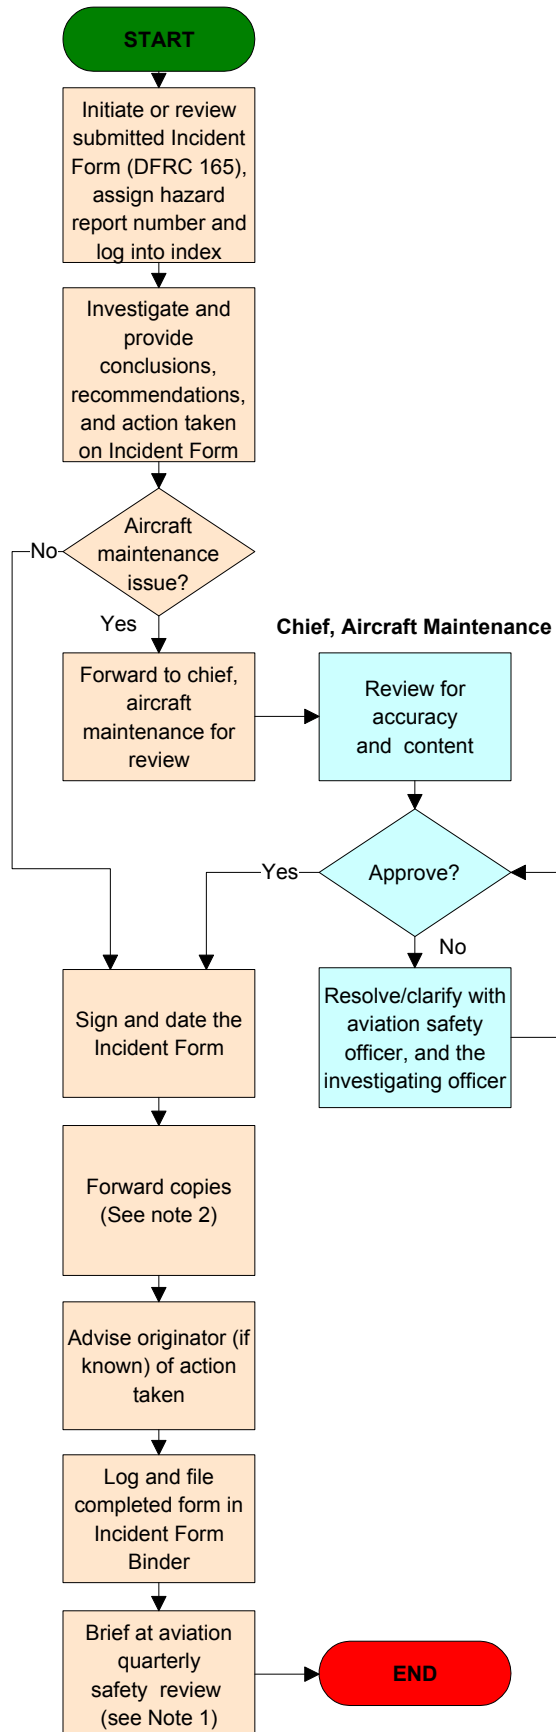 START
Initiate or review
submitted Incident
Form (DFRC 165),
assign hazard
report number and
log into index
Investigate and
provide
conclusions,
recommendations,
and action taken
on Incident Form
Aircraft
maintenance
issue?
No
Yes
Forward to chief,
aircraft
maintenance for
review
Chief, Aircraft Maintenance
Review for
accuracy
and content
Approve?
Yes
No
Resolve/clarify with
aviation safety
officer, and the
investigating officer
Sign and date the
Incident Form
Forward copies
(See note 2)
Advise originator (if
known) of action
taken
Log and file
completed form in
Incident Form
Binder
Brief at aviation
quarterly
safety review
(see Note 1)
END